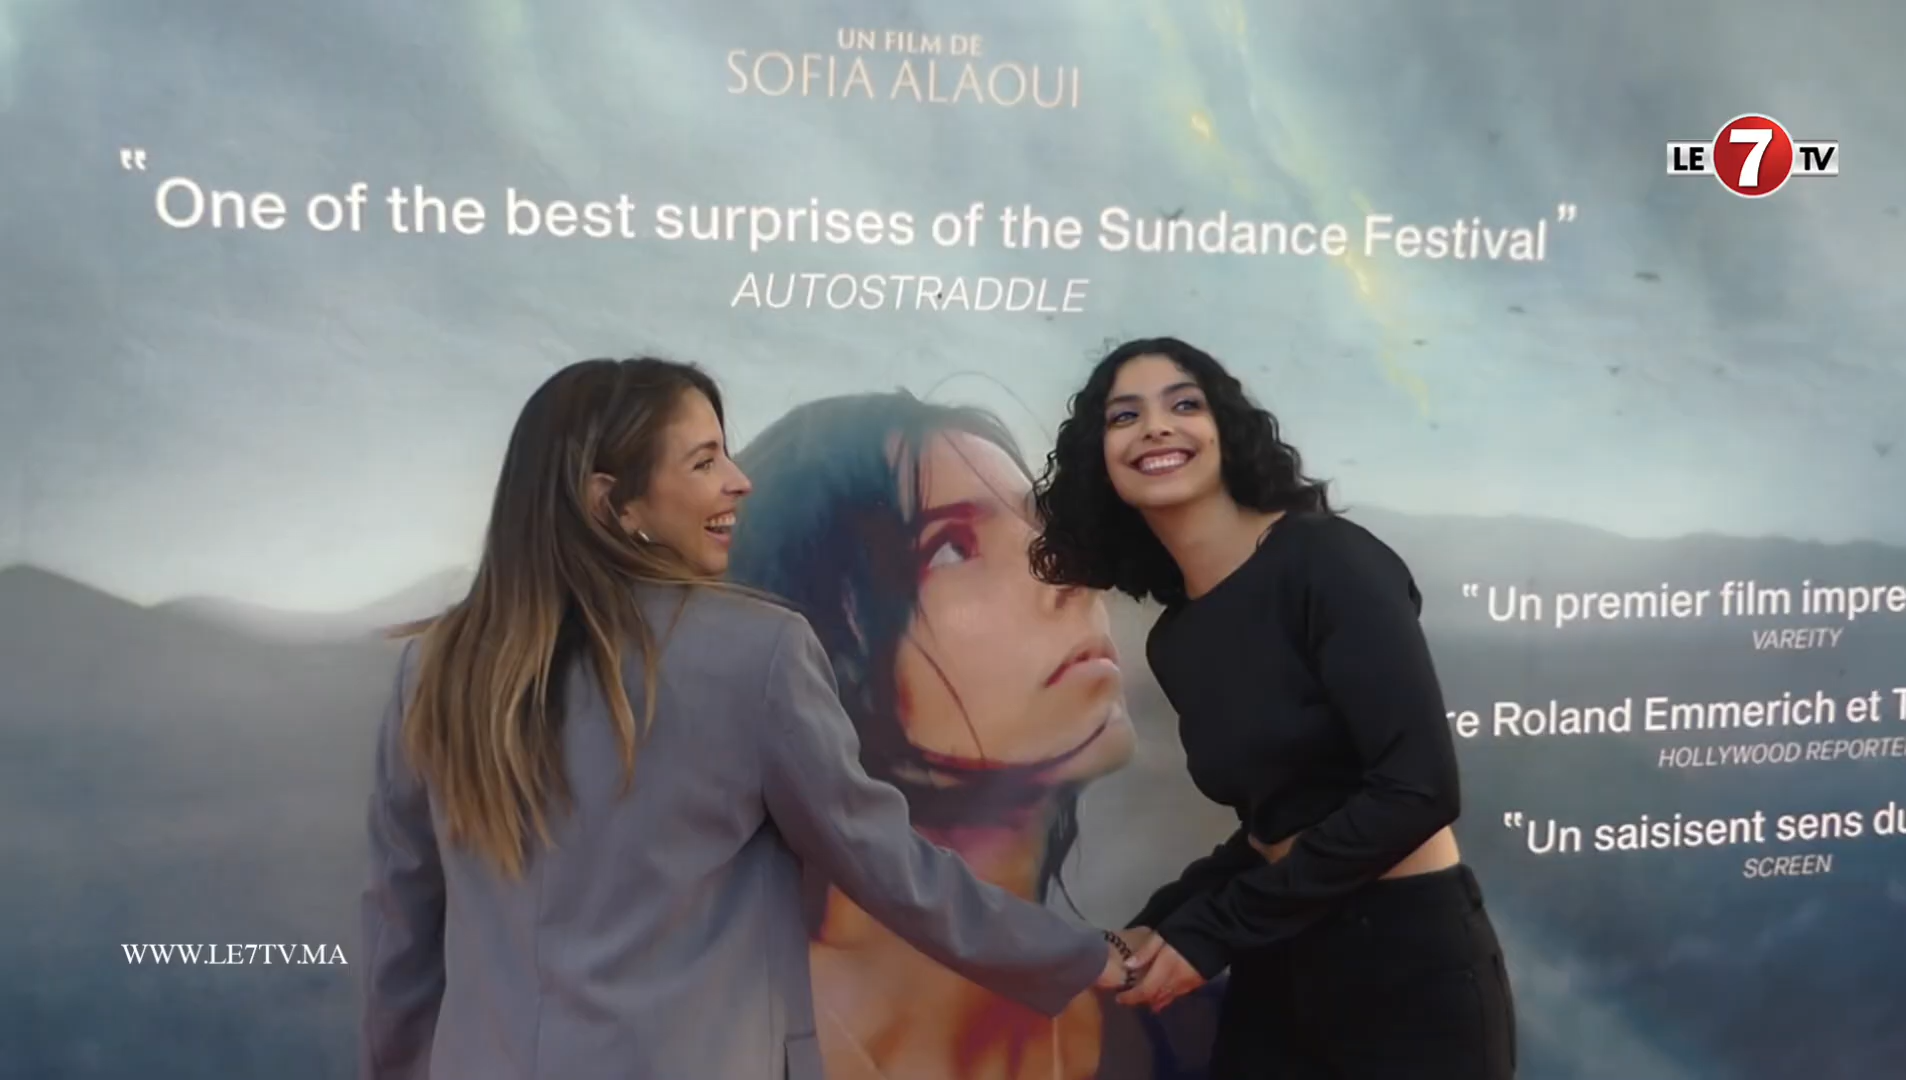 UN FILM DE
SOFIA ALAOUI
LE 7 TV
"One of the best surprises of the Sundance Festival"
AUTOSTRADDLE
"Un premier film impre
VAREITY
re Roland Emmerich et T
HOLLYWOOD REPORTE
"Un saisisent sens du
SCREEN
WWW.LE7TV.MA